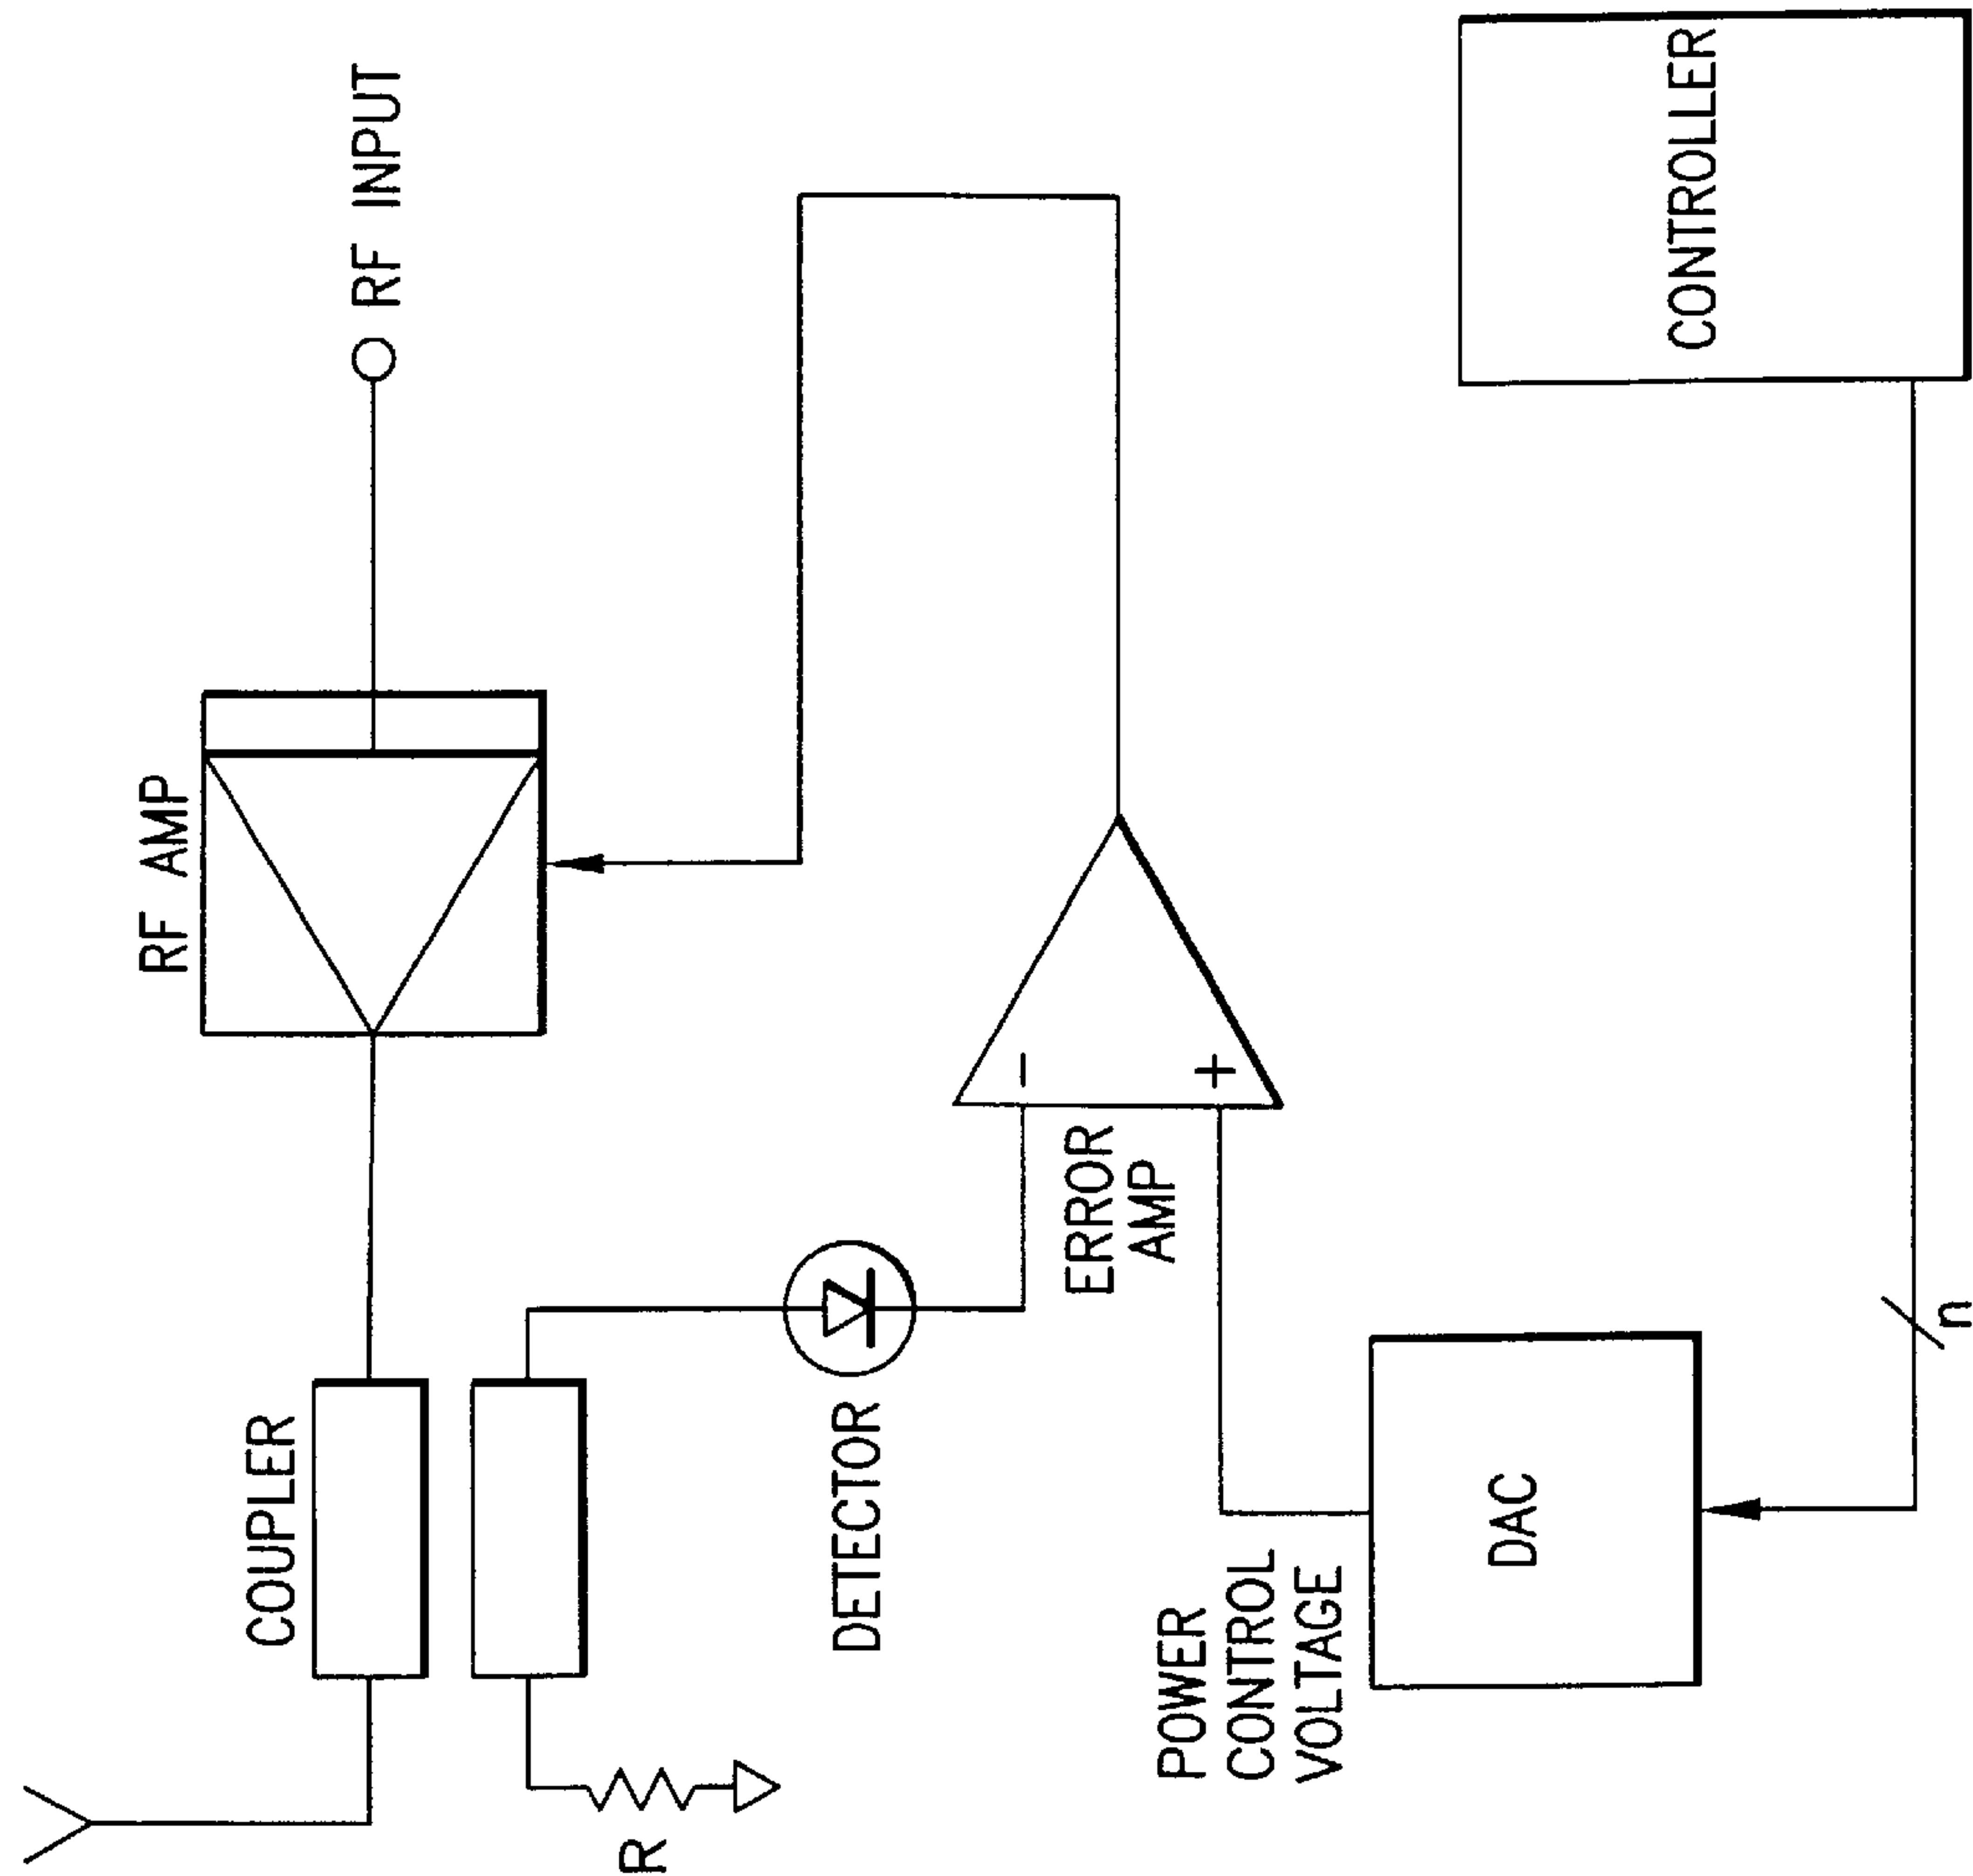 RF INPUT
RF AMP
COUPLER
R
DETECTOR
-
+
ERROR
AMP
POWER
CONTROL
VOLTAGE
DAC
n
CONTROLLER